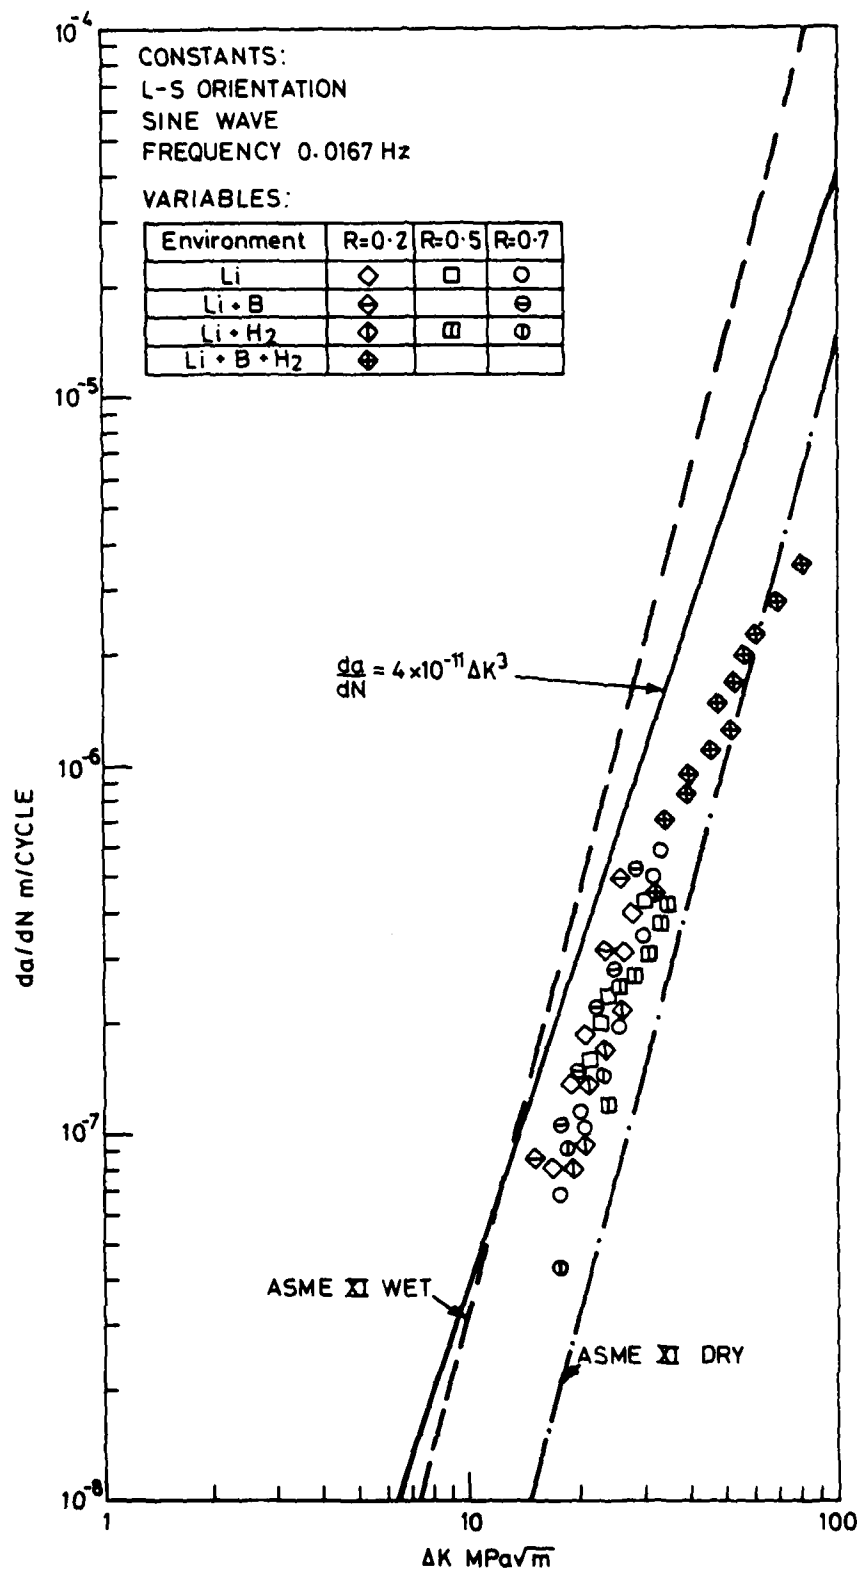 10⁻⁴
CONSTANTS:
L-S ORIENTATION
SINE WAVE
FREQUENCY 0.0167 Hz
VARIABLES:
Environment R=0·2 R=0·5 R=0·7
Li
Li + B
Li + H₂
Li + B + H₂
10⁻⁵
da/dN = 4×10⁻¹¹ ΔK³
10⁻⁶
da/dN m/CYCLE
10⁻⁷
ASME XI WET
ASME XI DRY
10⁻⁸
1 10 100
ΔK MPa√m